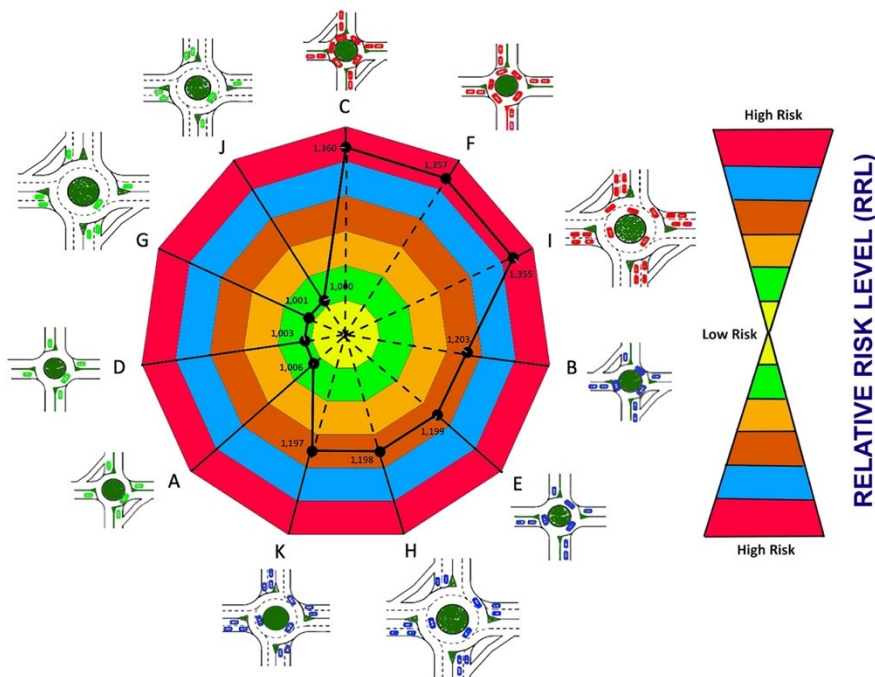 C
F
J
High Risk
1,360
1,357
I
G
1,355
1,000
1,001
1,003
1,203
Low Risk
D
B
1,006
1,199
1,197
1,198
A
E
K
H
High Risk
RELATIVE RISK LEVEL (RRL)